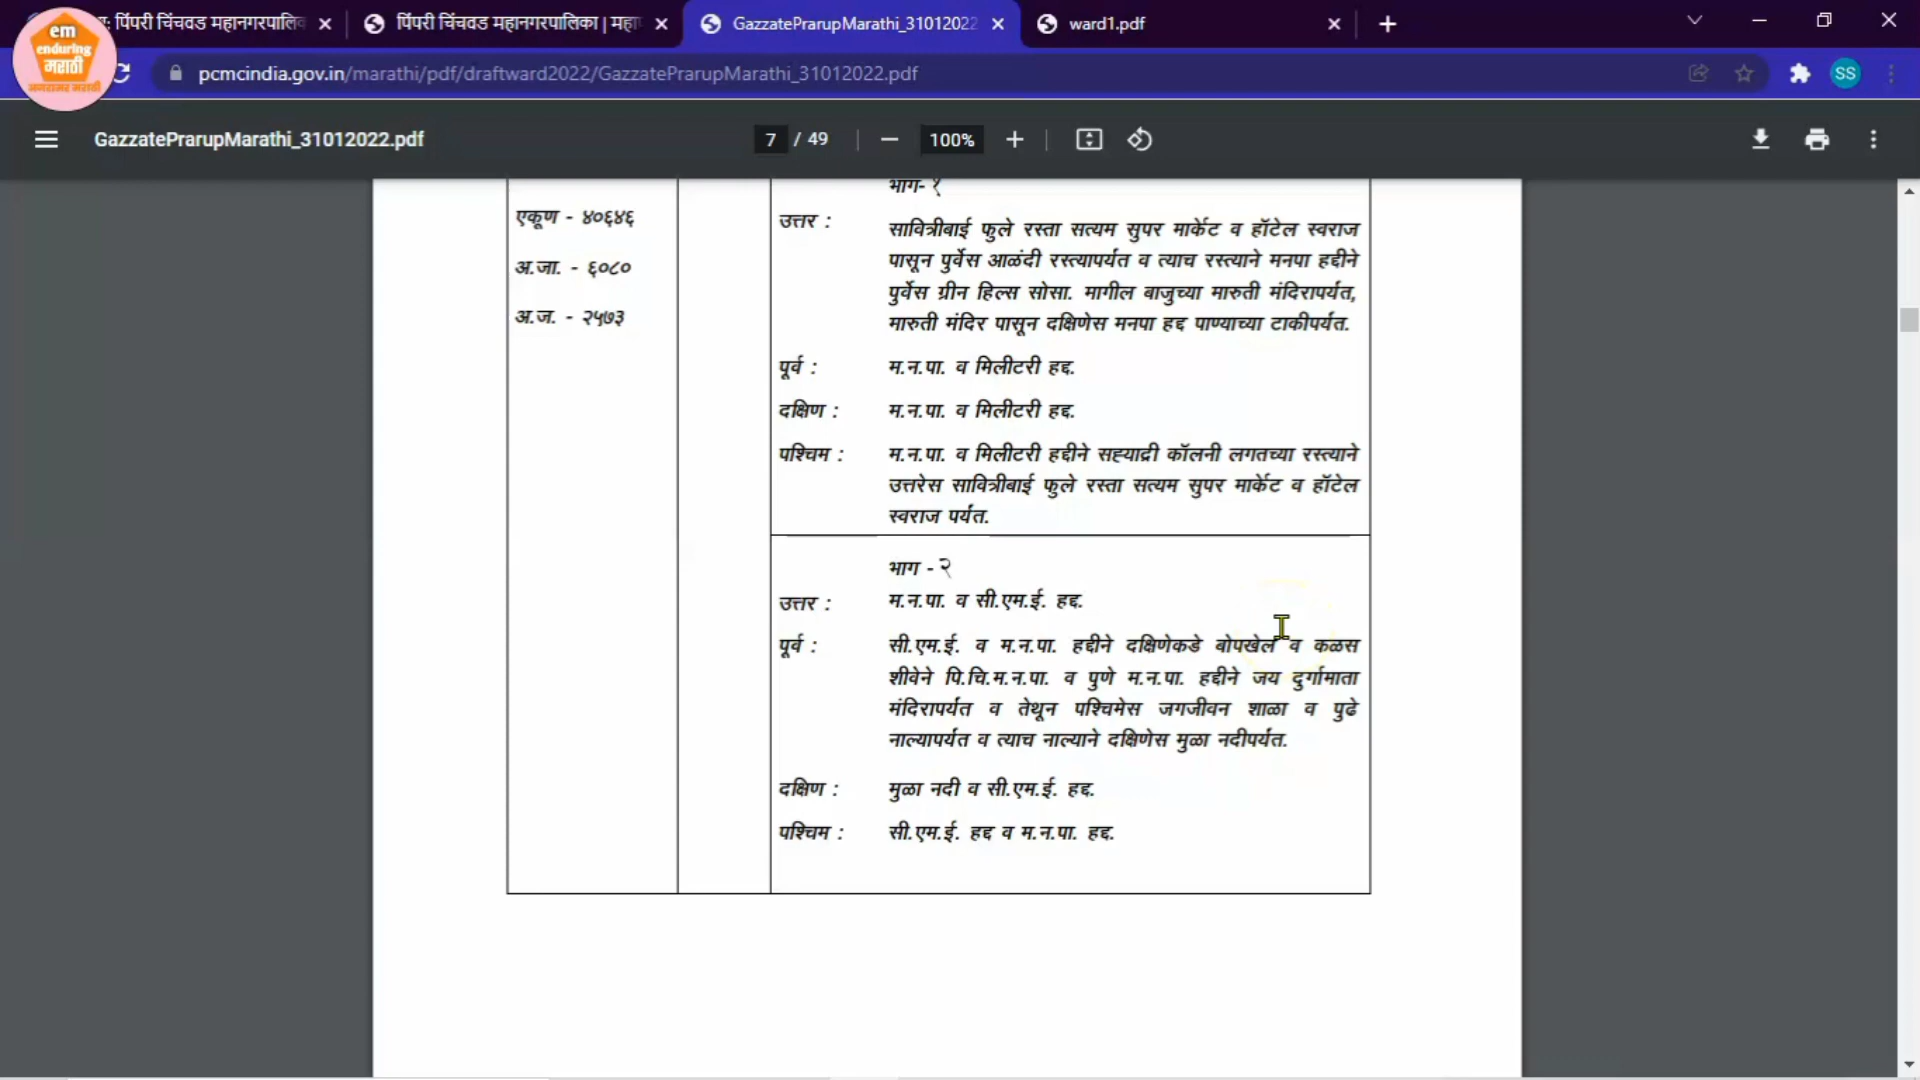 em
enduring
मराठी
जगरामर मराठी
पिंपरी चिंचवड महानगरपालि
पिंपरी चिंचवड महानगरपालिका | महा
GazzatePrarupMarathi_31012022
ward1.pdf
pcmcindia.gov.in/marathi/pdf/draftward2022/GazzatePrarupMarathi_31012022.pdf
SS
GazzatePrarupMarathi_31012022.pdf
7 / 49
100%
भाग- १
एकूण - ४०६४६
अ.जा. - ६०८०
अ.ज. - २५७३
उत्तर : सावित्रीबाई फुले रस्ता सत्यम सुपर मार्केट व हॉटेल स्वराज
पासून पुर्वेस आळंदी रस्त्यापर्यंत व त्याच रस्त्याने मनपा हद्दीने
पुर्वेस ग्रीन हिल्स सोसा. मागील बाजुच्या मारुती मंदिरापर्यंत,
मारुती मंदिर पासून दक्षिणेस मनपा हद्द पाण्याच्या टाकीपर्यंत.
पूर्व : म.न.पा. व मिलीटरी हद्द.
दक्षिण : म.न.पा. व मिलीटरी हद्द.
पश्चिम : म.न.पा. व मिलीटरी हद्दीने सह्याद्री कॉलनी लगतच्या रस्त्याने
उत्तरेस सावित्रीबाई फुले रस्ता सत्यम सुपर मार्केट व हॉटेल
स्वराज पर्यंत.
भाग - २
उत्तर : म.न.पा. व सी.एम.ई. हद्द.
पूर्व : सी.एम.ई. व म.न.पा. हद्दीने दक्षिणेकडे बोपखेल व कळस
शीवेने पि.चि.म.न.पा. व पुणे म.न.पा. हद्दीने जय दुर्गामाता
मंदिरापर्यंत व तेथून पश्चिमेस जगजीवन शाळा व पुढे
नाल्यापर्यंत व त्याच नाल्याने दक्षिणेस मुळा नदीपर्यंत.
दक्षिण : मुळा नदी व सी.एम.ई. हद्द.
पश्चिम : सी.एम.ई. हद्द व म.न.पा. हद्द.